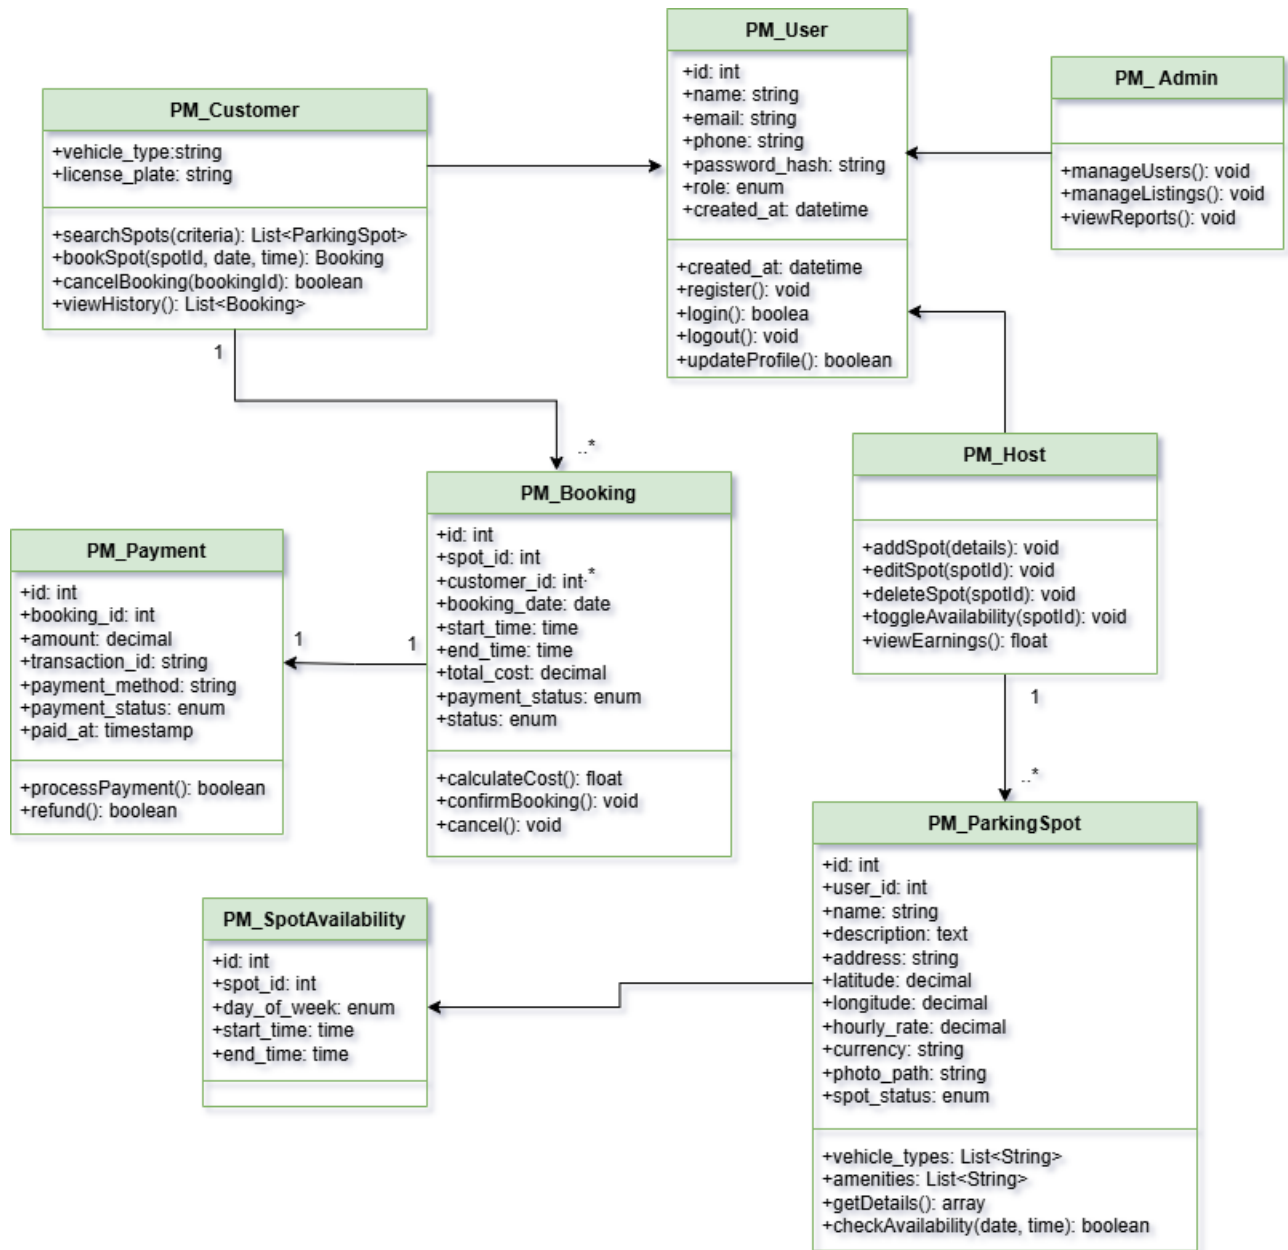 PM_User
+id: int
+name: string
+email: string
+phone: string
+password_hash: string
+role: enum
+created_at: datetime
+created_at: datetime
+register(): void
+login(): boolea
+logout(): void
+updateProfile(): boolean
PM_ Admin
+manageUsers(): void
+manageListings(): void
+viewReports(): void
PM_Customer
+vehicle_type:string
+license_plate: string
+searchSpots(criteria): List<ParkingSpot>
+bookSpot(spotId, date, time): Booking
+cancelBooking(bookingId): boolean
+viewHistory(): List<Booking>
1
..*
PM_Host
+addSpot(details): void
+editSpot(spotId): void
+deleteSpot(spotId): void
+toggleAvailability(spotId): void
+viewEarnings(): float
1
..*
PM_Booking
+id: int
+spot_id: int
+customer_id: int.*
+booking_date: date
+start_time: time
+end_time: time
+total_cost: decimal
+payment_status: enum
+status: enum
+calculateCost(): float
+confirmBooking(): void
+cancel(): void
PM_Payment
+id: int
+booking_id: int
+amount: decimal
+transaction_id: string
+payment_method: string
+payment_status: enum
+paid_at: timestamp
+processPayment(): boolean
+refund(): boolean
1
1
PM_ParkingSpot
+id: int
+user_id: int
+name: string
+description: text
+address: string
+latitude: decimal
+longitude: decimal
+hourly_rate: decimal
+currency: string
+photo_path: string
+spot_status: enum
+vehicle_types: List<String>
+amenities: List<String>
+getDetails(): array
+checkAvailability(date, time): boolean
PM_SpotAvailability
+id: int
+spot_id: int
+day_of_week: enum
+start_time: time
+end_time: time